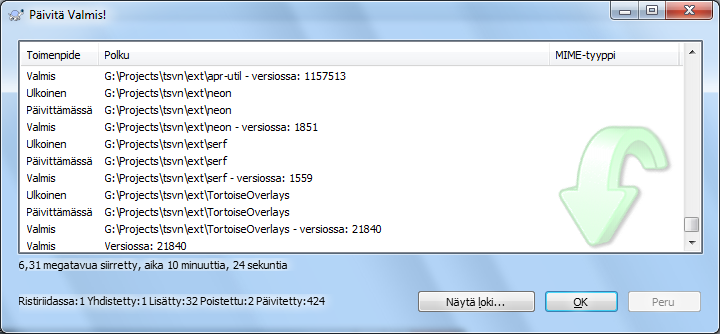 Päivitä Valmis!
Toimenpide Polku MIME-tyyppi
Valmis G:\Projects\tsvn\ext\apr-util - versiossa: 1157513
Ulkoinen G:\Projects\tsvn\ext\neon
Päivittämässä G:\Projects\tsvn\ext\neon
Valmis G:\Projects\tsvn\ext\neon - versiossa: 1851
Ulkoinen G:\Projects\tsvn\ext\serf
Päivittämässä G:\Projects\tsvn\ext\serf
Valmis G:\Projects\tsvn\ext\serf - versiossa: 1559
Ulkoinen G:\Projects\tsvn\ext\TortoiseOverlays
Päivittämässä G:\Projects\tsvn\ext\TortoiseOverlays
Valmis G:\Projects\tsvn\ext\TortoiseOverlays - versiossa: 21840
Valmis Versiossa: 21840
6,31 megatavua siirretty, aika 10 minuuttia, 24 sekuntia
Ristiriidassa:1 Yhdistetty:1 Lisätty:32 Poistettu:2 Päivitetty:424
Näytä loki... OK Peru